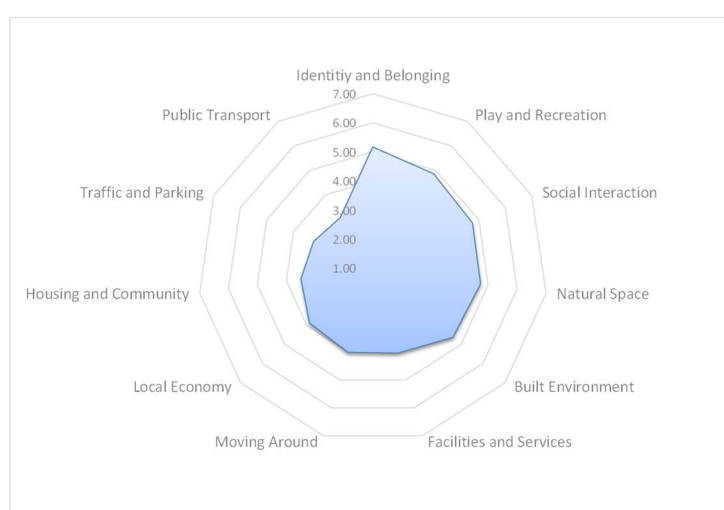 Identitiy and Belonging
7.00
Public Transport
Play and Recreation
6.00
5.00
4.00
Traffic and Parking
Social Interaction
3.00
2.00
1.00
Housing and Community
Natural Space
Local Economy
Built Environment
Moving Around
Facilities and Services